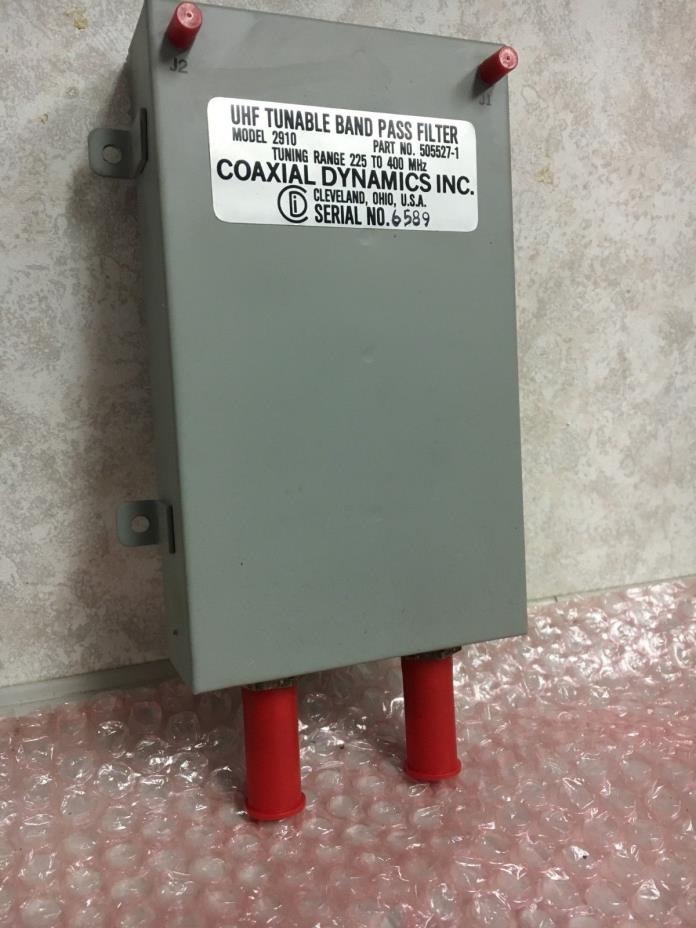 J2
J1
UHF TUNABLE BAND PASS FILTER
MODEL 2910 PART NO. 505527-1
TUNING RANGE 225 TO 400 MHz
COAXIAL DYNAMICS INC.
CLEVELAND, OHIO, U.S.A.
SERIAL NO. 6589